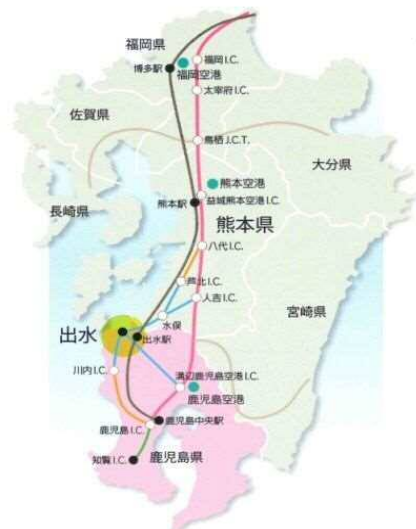 福岡県
博多駅
福岡I.C.
福岡空港
太宰府I.C.
佐賀県
鳥栖J.C.T.
大分県
熊本空港
益城熊本空港I.C.
熊本駅
長崎県
熊本県
八代I.C.
芦北I.C.
人吉I.C.
宮崎県
水俣
出水
出水駅
川内I.C.
溝辺鹿児島空港I.C.
鹿児島空港
鹿児島中央駅
鹿児島I.C.
知覧I.C.
鹿児島県